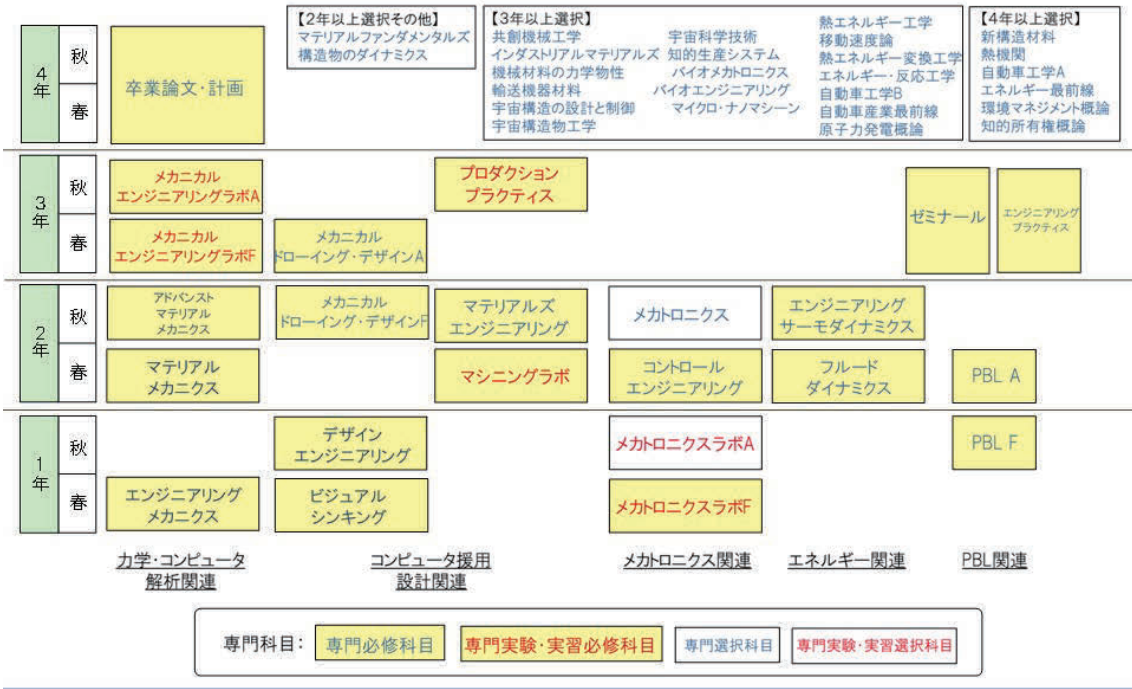 4年
秋
春
卒業論文・計画
【2年以上選択その他】
マテリアルファンダメンタルズ
構造物のダイナミクス
【3年以上選択】
共創機械工学
インダストリアルマテリアルズ
機械材料の力学物性
輸送機器材料
宇宙構造の設計と制御
宇宙構造物工学
宇宙科学技術
知的生産システム
バイオメカトロニクス
バイオエンジニアリング
マイクロ・ナノマシーン
熱エネルギー工学
移動速度論
熱エネルギー変換工学
エネルギー・反応工学
自動車工学B
自動車産業最前線
原子力発電概論
【4年以上選択】
新構造材料
熱機関
自動車工学A
エネルギー最前線
環境マネジメント概論
知的所有権概論
3年
秋
春
メカニカル
エンジニアリングラボA
プロダクション
プラクティス
メカニカル
エンジニアリングラボF
メカニカル
ドローイング・デザインA
ゼミナール
エンジニアリング
プラクティス
2年
秋
春
アドバンスト
マテリアル
メカニクス
メカニカル
ドローイング・デザインF
マテリアルズ
エンジニアリング
メカトロニクス
エンジニアリング
サーモダイナミクス
マテリアル
メカニクス
マシニングラボ
コントロール
エンジニアリング
フルード
ダイナミクス
PBL A
1年
秋
春
デザイン
エンジニアリング
メカトロニクスラボA
PBL F
エンジニアリング
メカニクス
ビジュアル
シンキング
メカトロニクスラボF
力学・コンピュータ
解析関連
コンピュータ援用
設計関連
メカトロニクス関連
エネルギー関連
PBL関連
専門科目:
専門必修科目
専門実験・実習必修科目
専門選択科目
専門実験・実習選択科目